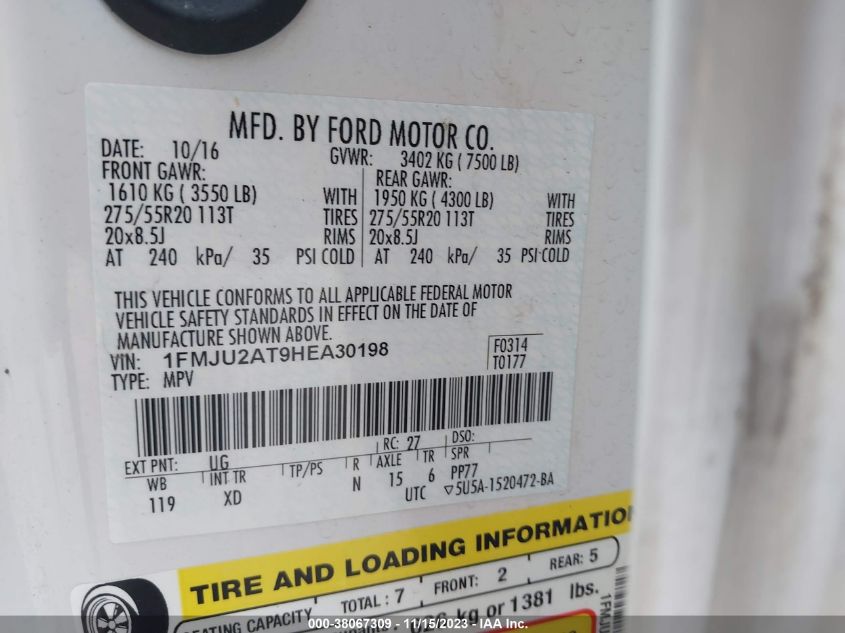 MFD. BY FORD MOTOR CO.
DATE: 10/16 GVWR: 3402 KG ( 7500 LB)
FRONT GAWR: REAR GAWR:
1610 KG ( 3550 LB) WITH 1950 KG ( 4300 LB) WITH
275/55R20 113T TIRES 275/55R20 113T TIRES
20x8.5J RIMS 20x8.5J RIMS
AT 240 kPa/ 35 PSI COLD AT 240 kPa/ 35 PSI COLD
THIS VEHICLE CONFORMS TO ALL APPLICABLE FEDERAL MOTOR
VEHICLE SAFETY STANDARDS IN EFFECT ON THE DATE OF
MANUFACTURE SHOWN ABOVE.
VIN: 1FMJU2AT9HEA30198 F0314
TYPE: MPV T0177
EXT PNT: UG RC: 27 DSO:
WB INT TR TP/PS R AXLE TR SPR
119 XD N 15 6 PP77
UTC ▽5U5A-1520472-BA
TIRE AND LOADING INFORMATION
SEATING CAPACITY TOTAL : 7 FRONT: 2 REAR: 5
kg or 1381 lbs.
1FMJU
000-38067309 - 11/15/2023 - IAA Inc.